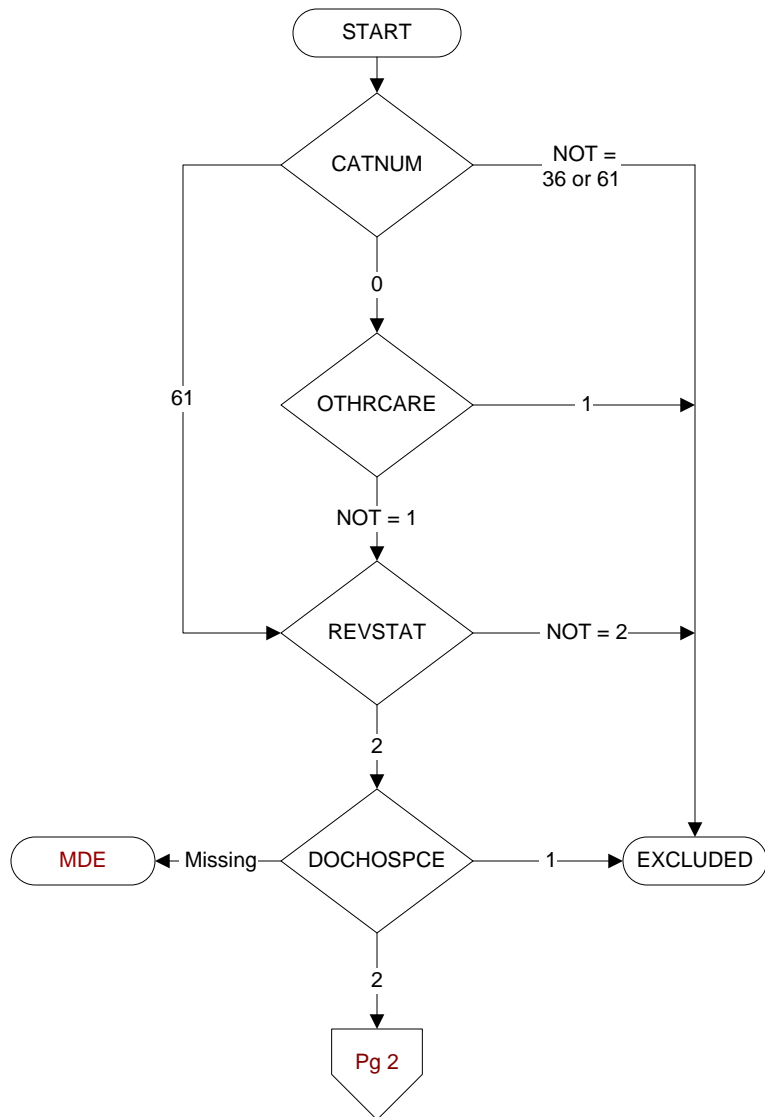 START
CATNUM
NOT =
36 or 61
0
61
OTHRCARE
1
NOT = 1
REVSTAT
NOT = 2
2
MDE
Missing
DOCHOSPCE
1
EXCLUDED
2
Pg 2